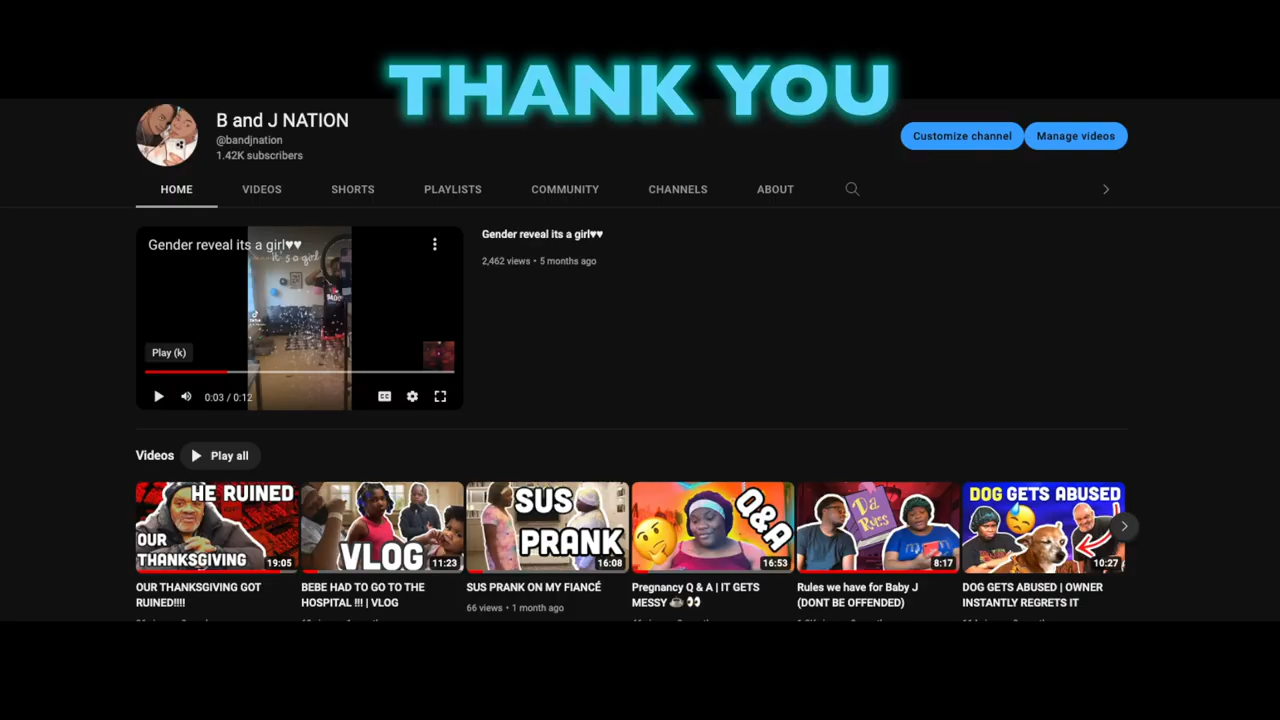 THANK YOU
B and J NATION
@bandjnation
1.42K subscribers
Customize channel
Manage videos
HOME
VIDEOS
SHORTS
PLAYLISTS
COMMUNITY
CHANNELS
ABOUT
Gender reveal its a girl♥♥
it's a girl
Play (k)
0:03 / 0:12
CC
Gender reveal its a girl♥♥
2,462 views • 5 months ago
Videos
Play all
HE RUINED
OUR
THANKSGIVING
19:05
VLOG
11:23
SUS
PRANK
16:08
Q&A
16:53
Da
Rules
8:17
DOG GETS ABUSED
10:27
OUR THANKSGIVING GOT
RUINED!!!!
BEBE HAD TO GO TO THE
HOSPITAL !!! | VLOG
SUS PRANK ON MY FIANCÉ
66 views • 1 month ago
Pregnancy Q & A | IT GETS
MESSY ☕👀
Rules we have for Baby J
(DONT BE OFFENDED)
DOG GETS ABUSED | OWNER
INSTANTLY REGRETS IT